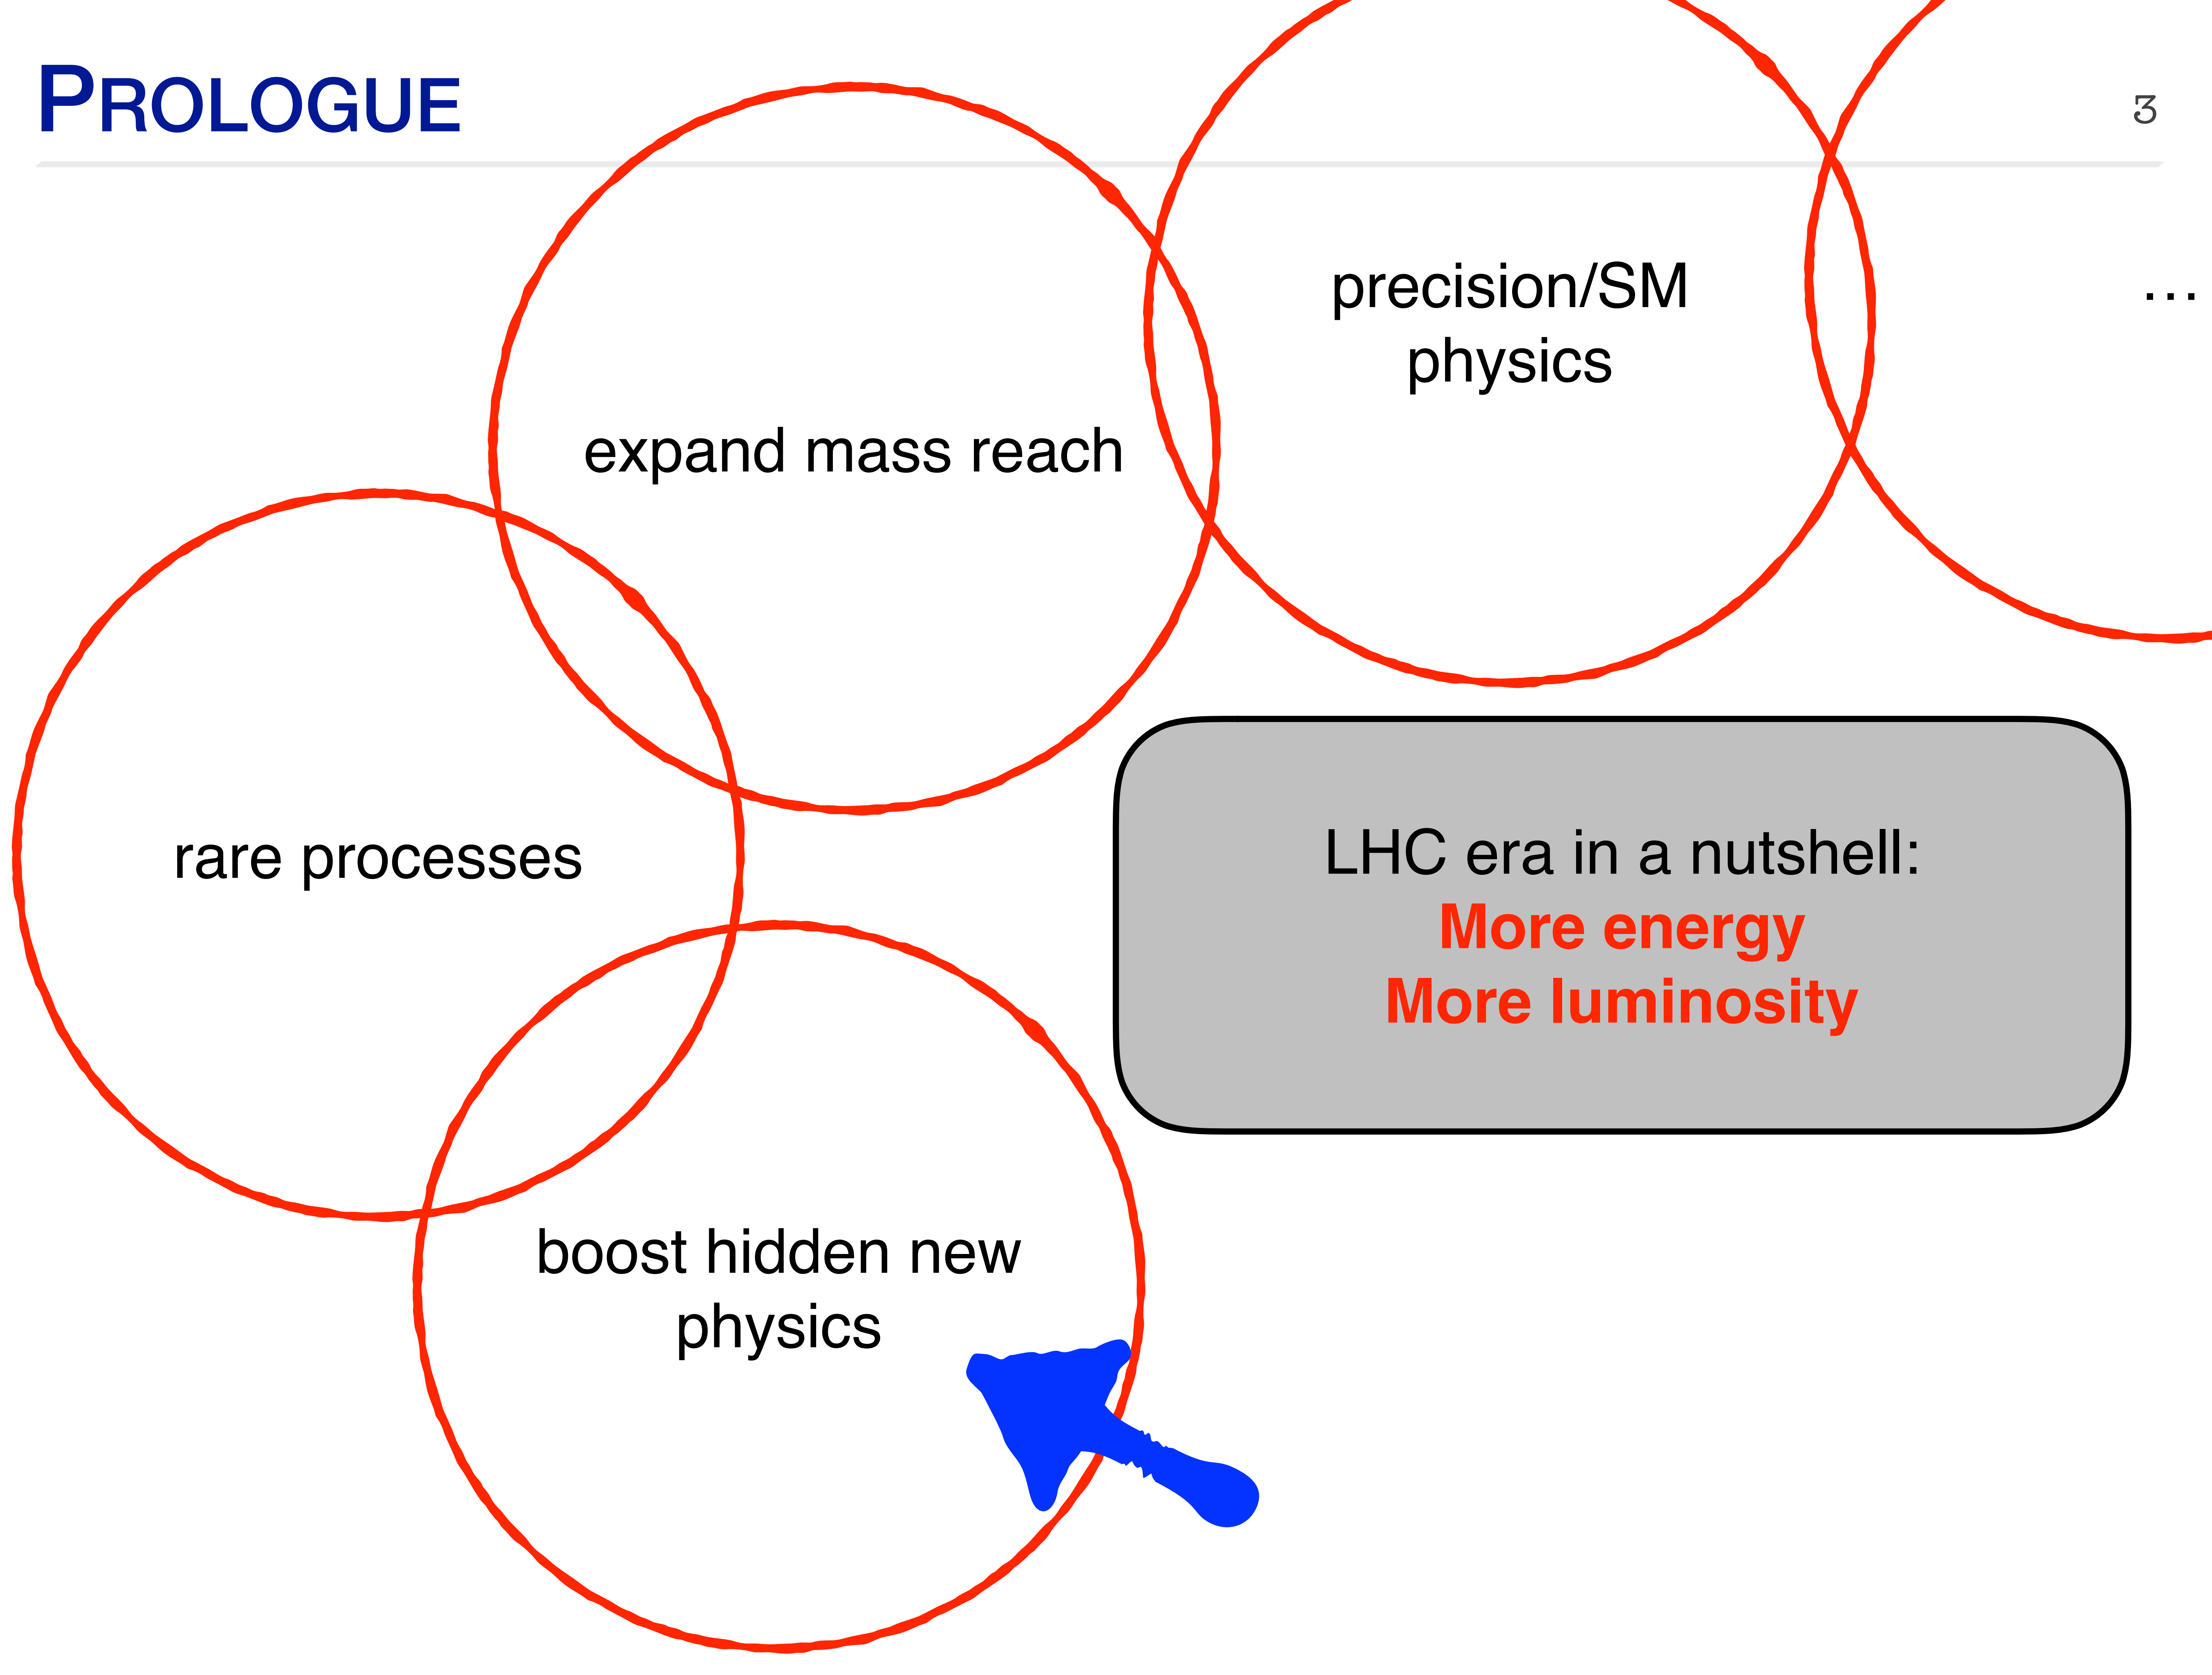 PROLOGUE
3
precision/SM
physics
…
expand mass reach
rare processes
LHC era in a nutshell:
More energy
More luminosity
boost hidden new
physics